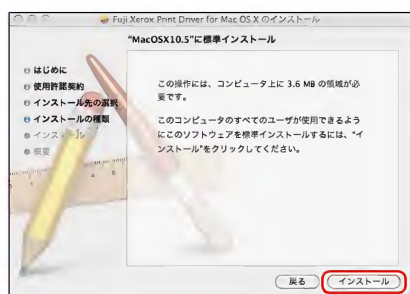 Fuji Xerox Print Driver for Mac OS X のインストール
“MacOSX10.5”に標準インストール
はじめに
使用許諾契約
インストール先の選択
インストールの種類
インストール
概要
この操作には、コンピュータ上に 3.6 MB の領域が必
要です。
このコンピュータのすべてのユーザが使用できるよう
にこのソフトウェアを標準インストールするには、“イ
ンストール”をクリックしてください。
戻る
インストール